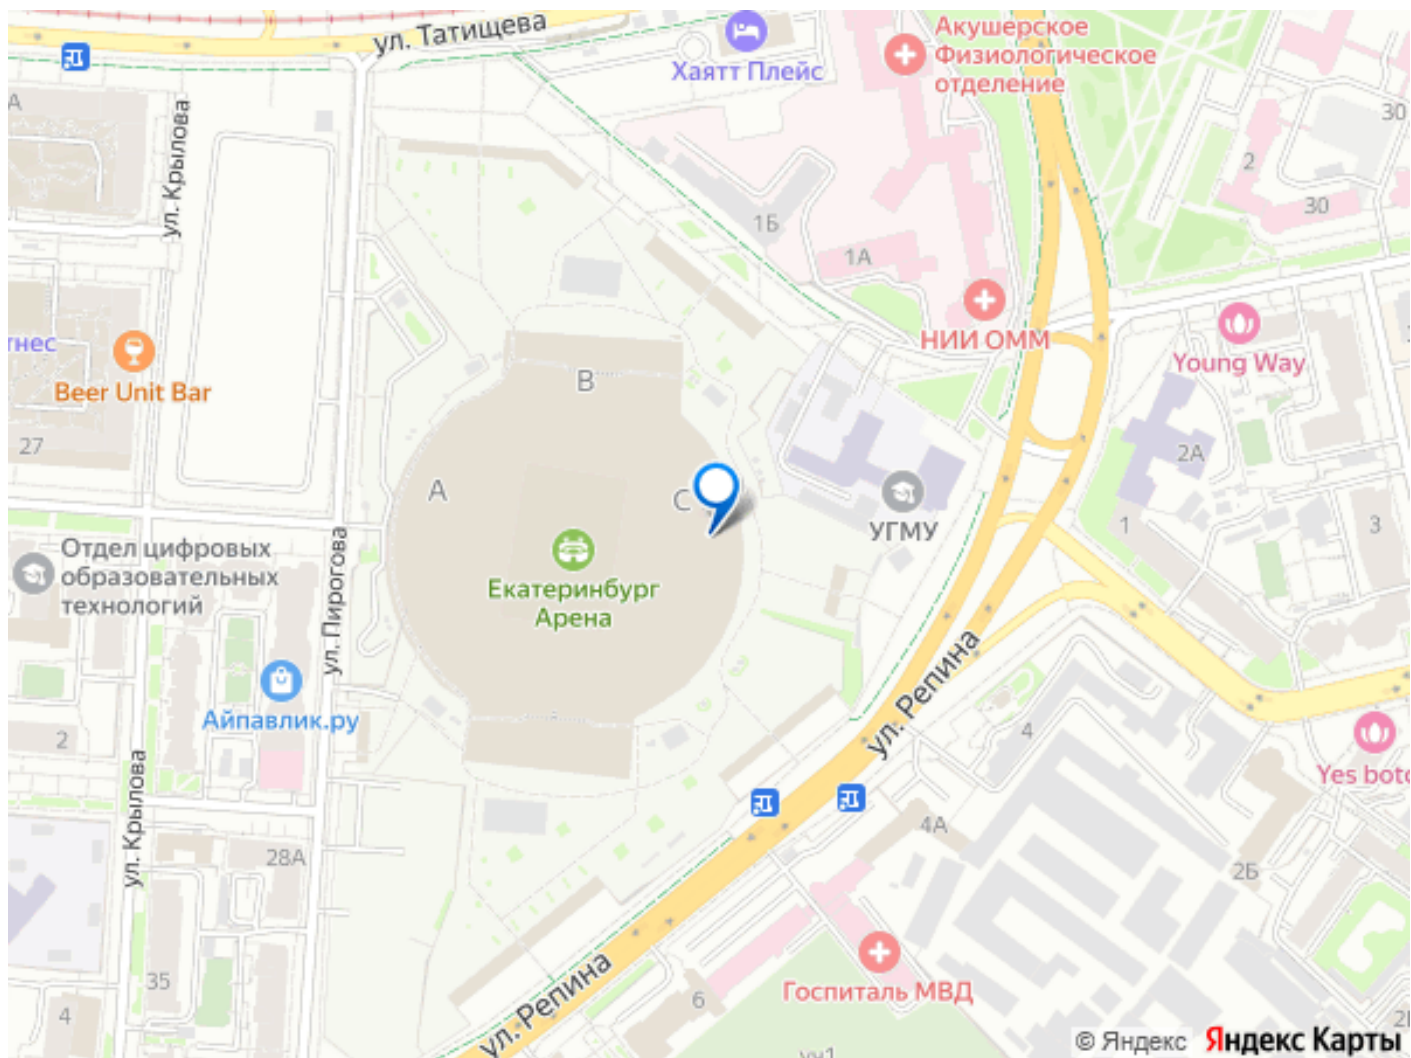 ул. Татищева
Хаятт Плейс
Акушерское
Физиологическое
отделение
А
ул. Крылова
30
2
30
1Б
1А
НИИ ОММ
Young Way
тнес
Beer Unit Bar
B
27
A
C
2А
УГМУ
1
3
Отдел цифровых
образовательных
технологий
ул. Пирогова
Екатеринбург
Арена
Айпавлик.ру
ул. Репина
2
4
Yes boto
ул. Крылова
4А
28А
2Б
35
Госпиталь МВД
ул. Репина
6
4
уч1
© Яндекс Яндекс Карты